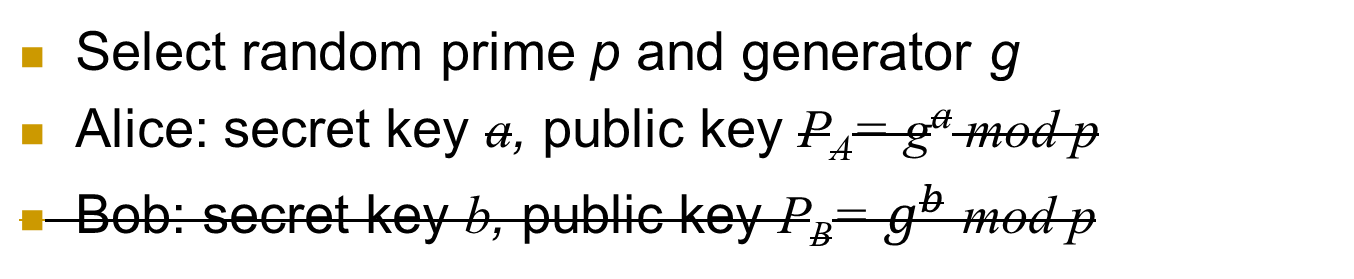 Select random prime p and generator g
Alice: secret key a, public key P_A = g^a mod p
Bob: secret key b, public key P_B = g^b mod p